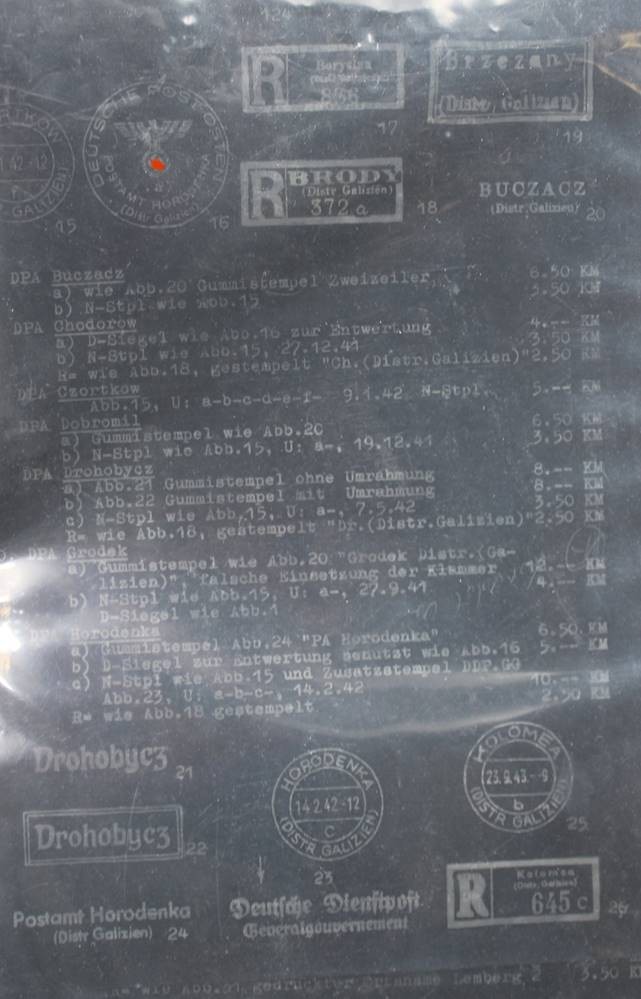 R
17
Brzezany
(Distr. Galizien)
19
15
DEUTSCHE POST OSTEN
POSTAMT HORODENKA
(Distr Galizien)
16
R BRODY
(Distr Galizien)
372 a
18
BUCZACZ
(Distr.Galizien)
20
DPA Buczacz
a) wie Abb.20 Gummistempel Zweizeiler, 6.50 KM
b) N-Stpl wie Abb.15 3.50 KM
DPA Chodorow
a) D-Siegel wie Abb.16 zur Entwertung 4.-- KM
b) N-Stpl wie Abb.15, 27.12.41 3.50 KM
R= wie Abb.18, gestempelt "Ch.(Distr.Galizien)"2.50 KM
DPA Czortkow
Abb.15, U: a-b-c-d-e-f- 9.1.42 N-Stpl. 5.-- KM
DPA Dobromil
a) Gummistempel wie Abb.20 6.50 KM
b) N-Stpl wie Abb.15, U: a-, 19.12.41 3.50 KM
DPA Drohobycz
a) Abb.21 Gummistempel ohne Umrahmung 8.-- KM
b) Abb.22 Gummistempel mit Umrahmung 8.-- KM
c) N-Stpl wie Abb,15, U: a-, 7.5.42 3.50 KM
R= wie Abb.18, gestempelt "Dr.(Distr.Galizien)"2.50 KM
DPA Grodek
a) Gummistempel wie Abb.20 "Grodek Distr.(Ga-
lizien)", falsche Einsetzung der Klammer 12.-- KM
b) N-Stpl wie Abb.15, U: a-, 27.9.41 4.-- KM
D-Siegel wie Abb.1
DPA Horodenka
a) Gummistempel Abb.24 "PA Horodenka" 6.50 KM
b) D-Siegel zur Entwertung benutzt wie Abb.16 5.-- KM
c) N-Stpl wie Abb.15 und Zusatzstempel DDP.GG
Abb.23, U: a-b-c-, 14.2.42 10.-- KM
R= wie Abb.18 gestempelt 2.50 KM
Drohobycz
21
HORODENKA
14.2.42-12
c
(DISTR GALIZIEN)
KOLOMEA
23.9.43.- 9
b
(DISTR GALIZIEN)
25
Drohobycz
22
23
Postamt Horodenka
(Distr Galizien) 24
Deutsche Dienstpost
Generalgouvernement
R Kolomea
(Distr. Galizien)
645 c
26
R= wie Abb. gedruckter Ortsname Lemberg 2 3.50 K